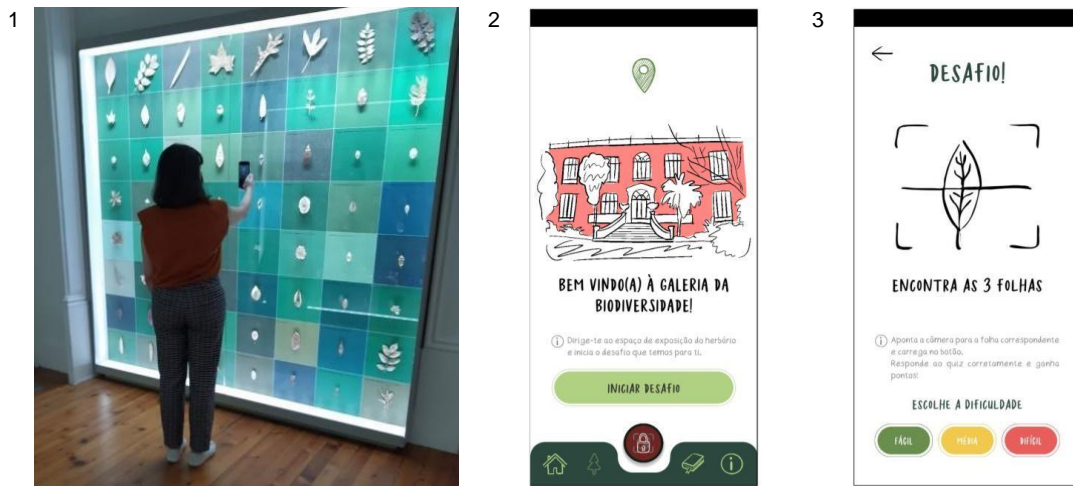 1
2
3
BEM VINDO(A) À GALERIA DA
BIODIVERSIDADE!
Dirige-te ao espaço de exposição do herbário
e inicia o desafio que temos para ti.
INICIAR DESAFIO
DESAFIO!
ENCONTRA AS 3 FOLHAS
Aponta a câmera para a folha correspondente
e carrega no botão.
Responde ao quiz corretamente e ganha
pontos!
ESCOLHE A DIFICULDADE
FÁCIL
MÉDIA
DIFÍCIL